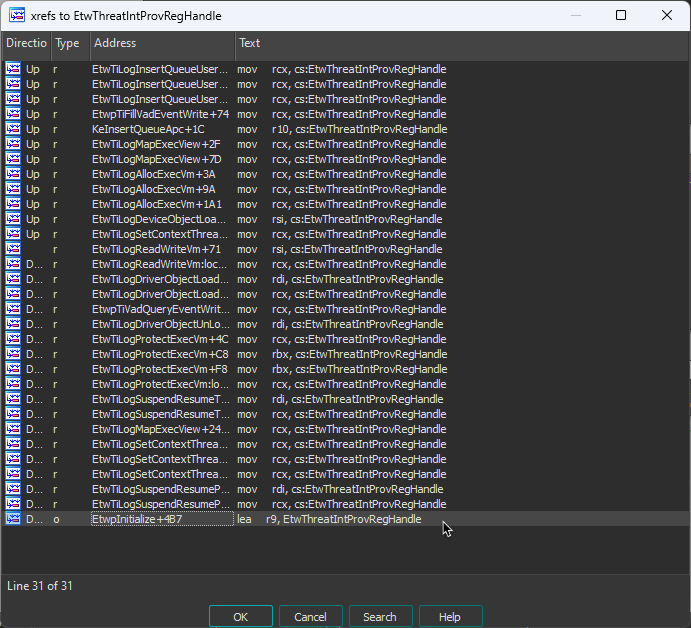 xrefs to EtwThreatIntProvRegHandle
Directio Type Address Text
Up r EtwTiLogInsertQueueUser... mov rcx, cs:EtwThreatIntProvRegHandle
Up r EtwTiLogInsertQueueUser... mov rcx, cs:EtwThreatIntProvRegHandle
Up r EtwTiLogInsertQueueUser... mov rcx, cs:EtwThreatIntProvRegHandle
Up r EtwpTiFillVadEventWrite+74 mov rcx, cs:EtwThreatIntProvRegHandle
Up r KeInsertQueueApc+1C mov r10, cs:EtwThreatIntProvRegHandle
Up r EtwTiLogMapExecView+2F mov rcx, cs:EtwThreatIntProvRegHandle
Up r EtwTiLogMapExecView+7D mov rcx, cs:EtwThreatIntProvRegHandle
Up r EtwTiLogAllocExecVm+3A mov rcx, cs:EtwThreatIntProvRegHandle
Up r EtwTiLogAllocExecVm+9A mov rcx, cs:EtwThreatIntProvRegHandle
Up r EtwTiLogAllocExecVm+1A1 mov rcx, cs:EtwThreatIntProvRegHandle
Up r EtwTiLogDeviceObjectLoa... mov rsi, cs:EtwThreatIntProvRegHandle
Up r EtwTiLogSetContextThrea... mov rcx, cs:EtwThreatIntProvRegHandle
r EtwTiLogReadWriteVm+71 mov rsi, cs:EtwThreatIntProvRegHandle
D... r EtwTiLogReadWriteVm:loc... mov rcx, cs:EtwThreatIntProvRegHandle
D... r EtwTiLogDriverObjectLoad... mov rdi, cs:EtwThreatIntProvRegHandle
D... r EtwTiLogDriverObjectLoad... mov rcx, cs:EtwThreatIntProvRegHandle
D... r EtwpTiVadQueryEventWrit... mov rcx, cs:EtwThreatIntProvRegHandle
D... r EtwTiLogDriverObjectUnLo... mov rdi, cs:EtwThreatIntProvRegHandle
D... r EtwTiLogProtectExecVm+4C mov rcx, cs:EtwThreatIntProvRegHandle
D... r EtwTiLogProtectExecVm+C8 mov rbx, cs:EtwThreatIntProvRegHandle
D... r EtwTiLogProtectExecVm+F8 mov rbx, cs:EtwThreatIntProvRegHandle
D... r EtwTiLogProtectExecVm:lo... mov rcx, cs:EtwThreatIntProvRegHandle
D... r EtwTiLogSuspendResumeT... mov rdi, cs:EtwThreatIntProvRegHandle
D... r EtwTiLogSuspendResumeT... mov rcx, cs:EtwThreatIntProvRegHandle
D... r EtwTiLogMapExecView+24... mov rcx, cs:EtwThreatIntProvRegHandle
D... r EtwTiLogSetContextThrea... mov rcx, cs:EtwThreatIntProvRegHandle
D... r EtwTiLogSetContextThrea... mov rcx, cs:EtwThreatIntProvRegHandle
D... r EtwTiLogSetContextThrea... mov rcx, cs:EtwThreatIntProvRegHandle
D... r EtwTiLogSuspendResumeP... mov rdi, cs:EtwThreatIntProvRegHandle
D... r EtwTiLogSuspendResumeP... mov rcx, cs:EtwThreatIntProvRegHandle
D... o EtwpInitialize+4B7 lea r9, EtwThreatIntProvRegHandle
Line 31 of 31
OK Cancel Search Help